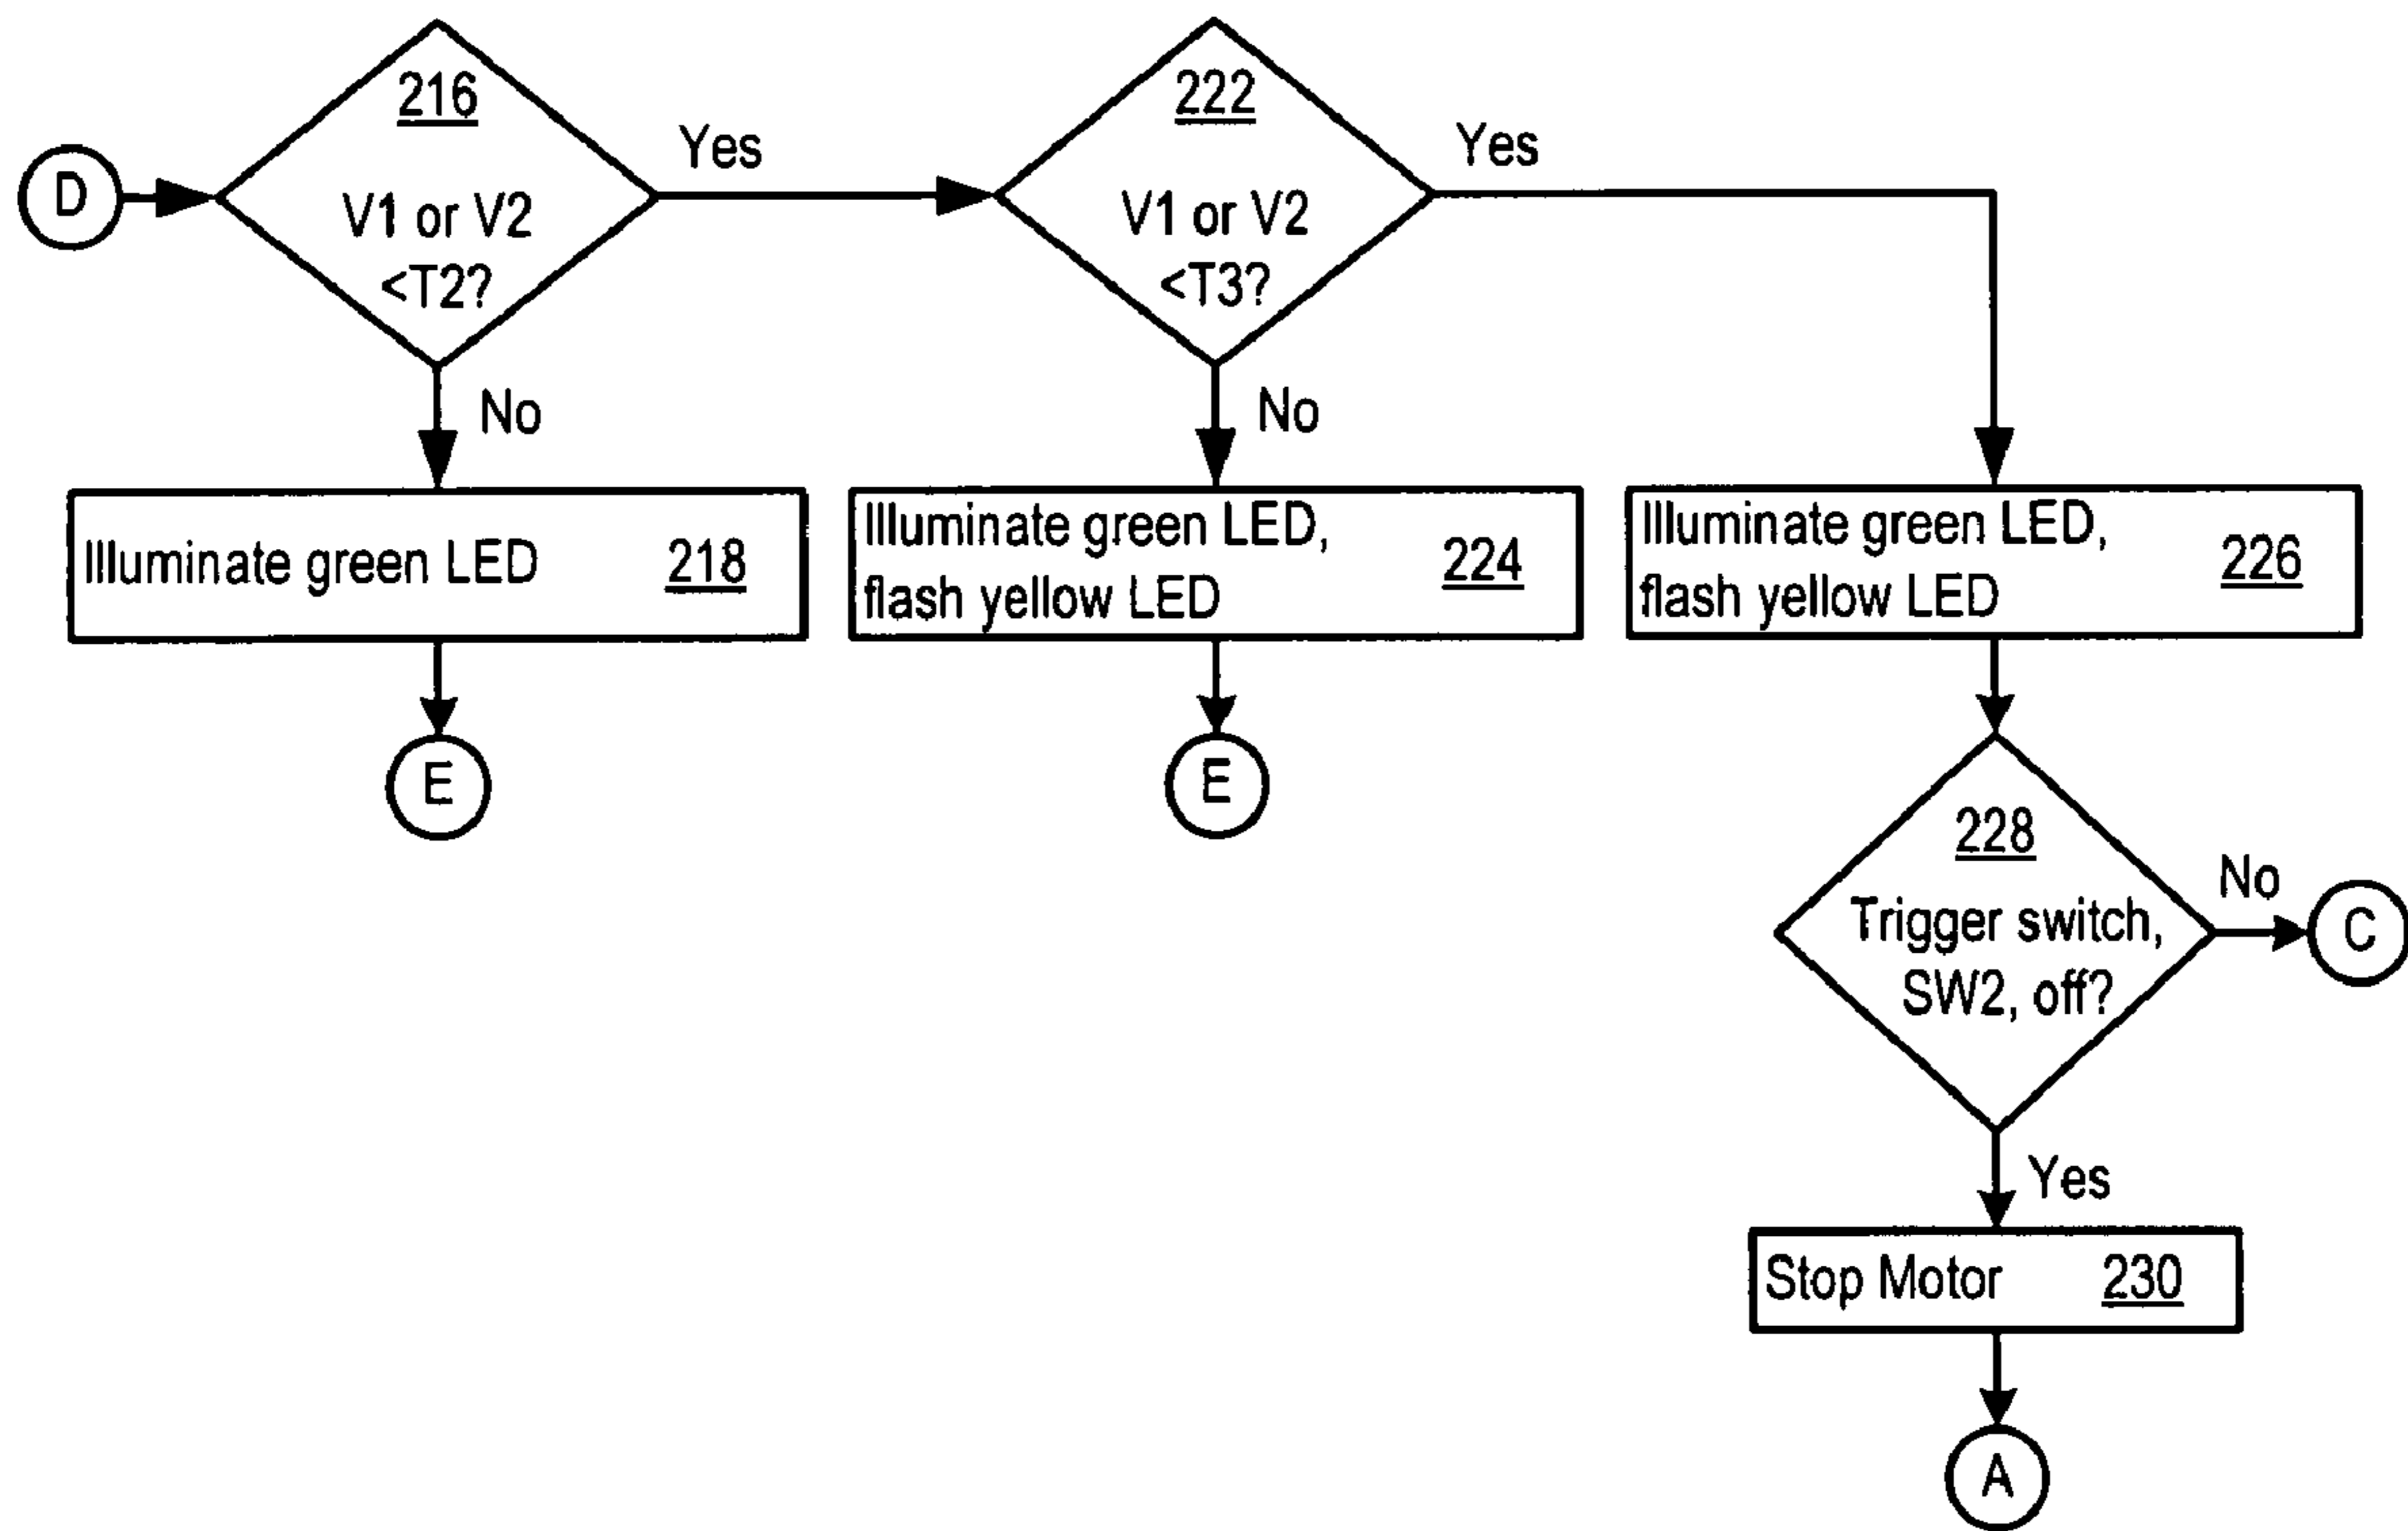 D
216
V1 or V2
<T2?
Yes
222
V1 or V2
<T3?
Yes
No
No
Illuminate green LED
218
Illuminate green LED,
flash yellow LED
224
Illuminate green LED,
flash yellow LED
226
E
E
228
Trigger switch,
SW2, off?
No
C
Yes
Stop Motor
230
A